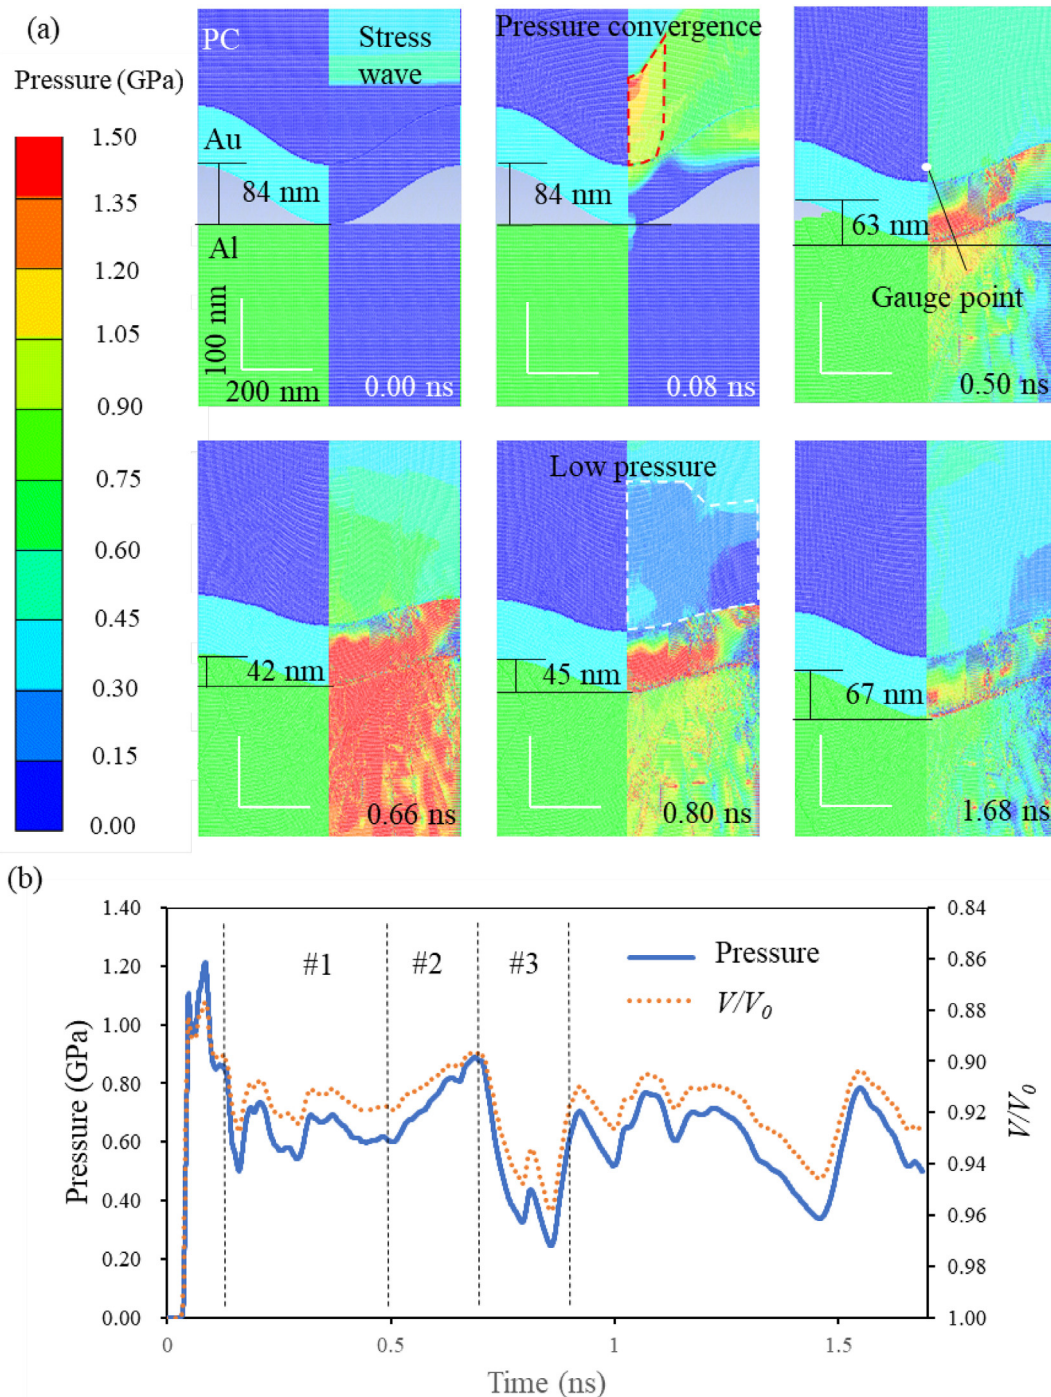 (a)
Pressure (GPa)
1.50
1.35
1.20
1.05
0.90
0.75
0.60
0.45
0.30
0.15
0.00
PC
Stress
wave
Au
84 nm
Al
100 nm
200 nm
0.00 ns
Pressure convergence
84 nm
0.08 ns
63 nm
Gauge point
0.50 ns
42 nm
0.66 ns
Low pressure
45 nm
0.80 ns
67 nm
1.68 ns
(b)
Pressure (GPa)
1.40
1.20
1.00
0.80
0.60
0.40
0.20
0.00
#1
#2
#3
Pressure
V/V0
0.84
0.86
0.88
0.90
0.92
0.94
0.96
0.98
1.00
V/V0
0
0.5
1
1.5
Time (ns)